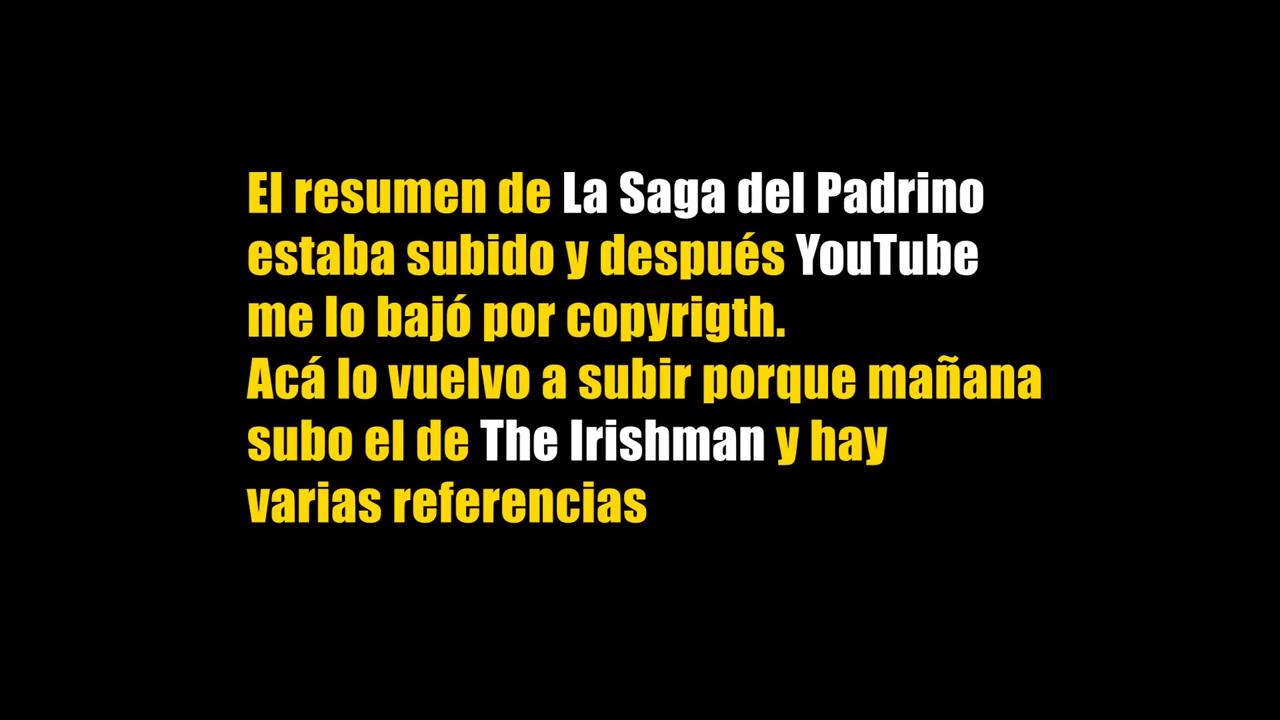 El resumen de La Saga del Padrino
estaba subido y después YouTube
me lo bajó por copyrigth.
Acá lo vuelvo a subir porque mañana
subo el de The Irishman y hay
varias referencias